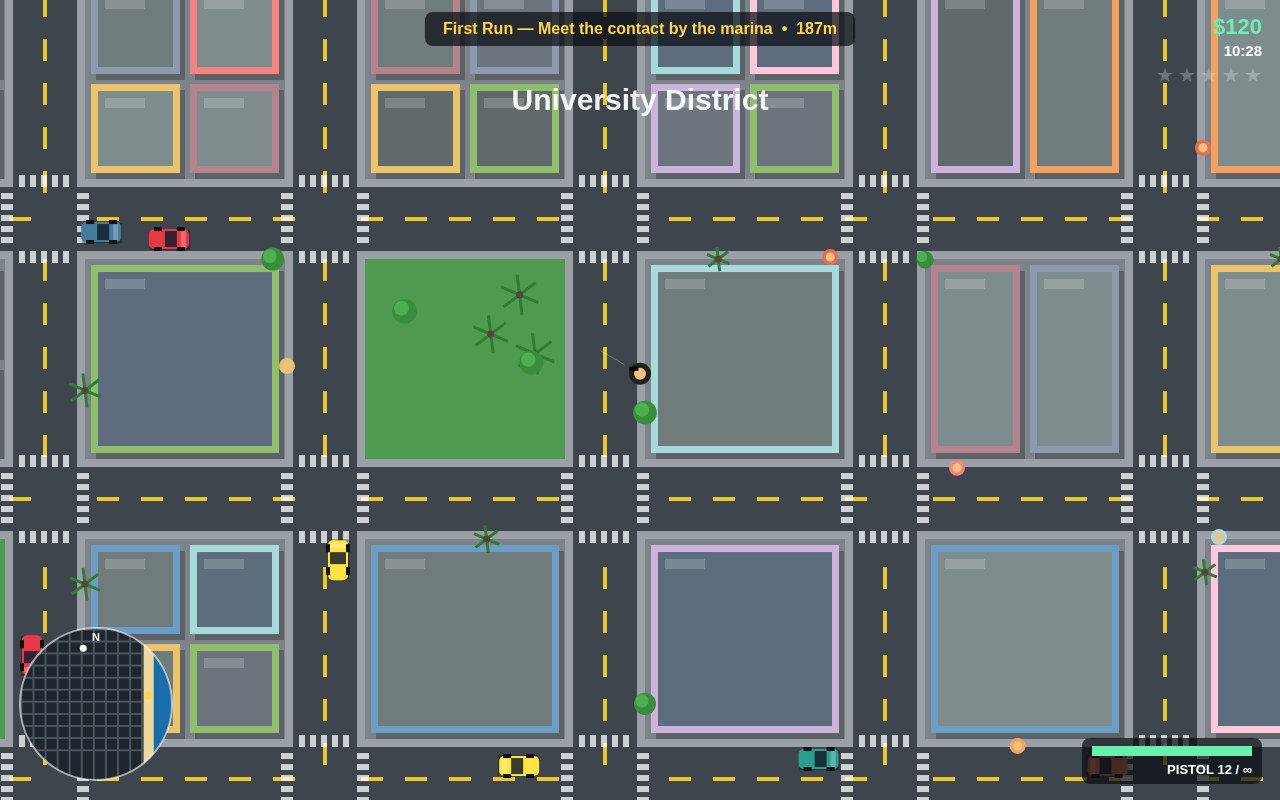 First Run — Meet the contact by the marina • 187m
$120
10:28
University District
N
PISTOL 12 / ∞